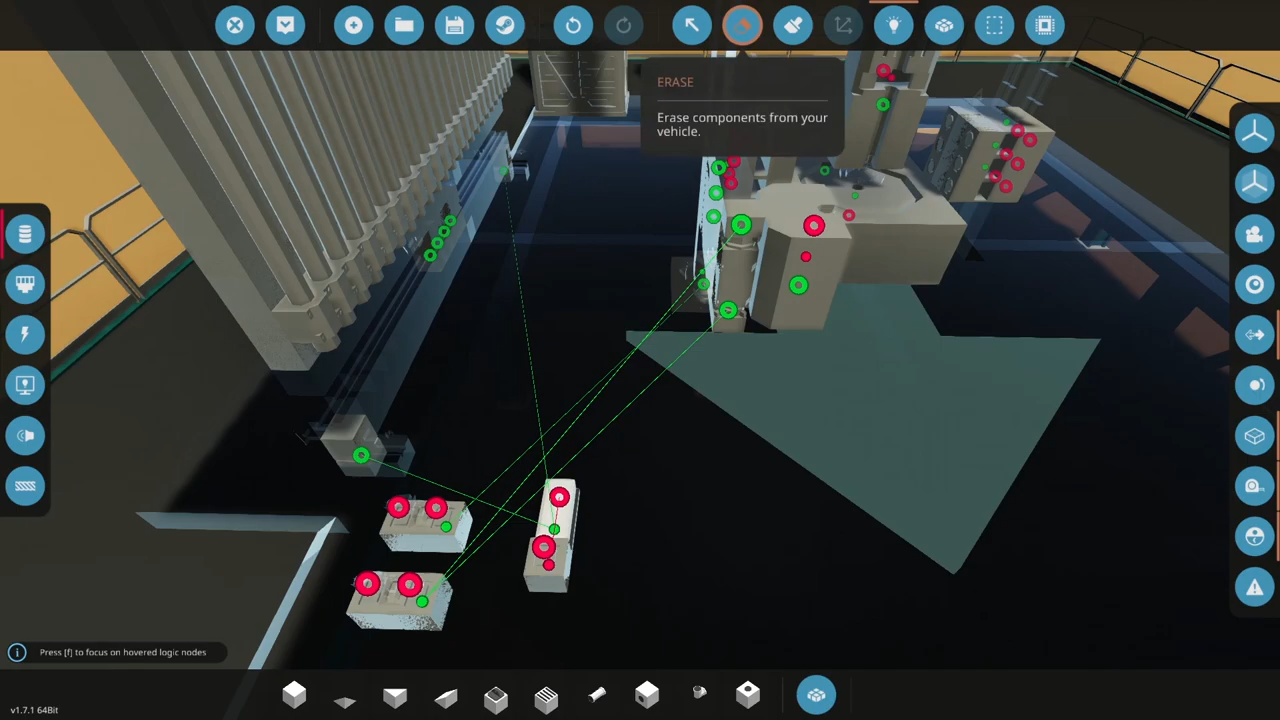 ERASE
Erase components from your
vehicle.
Press [f] to focus on hovered logic nodes
v1.7.1 64Bit